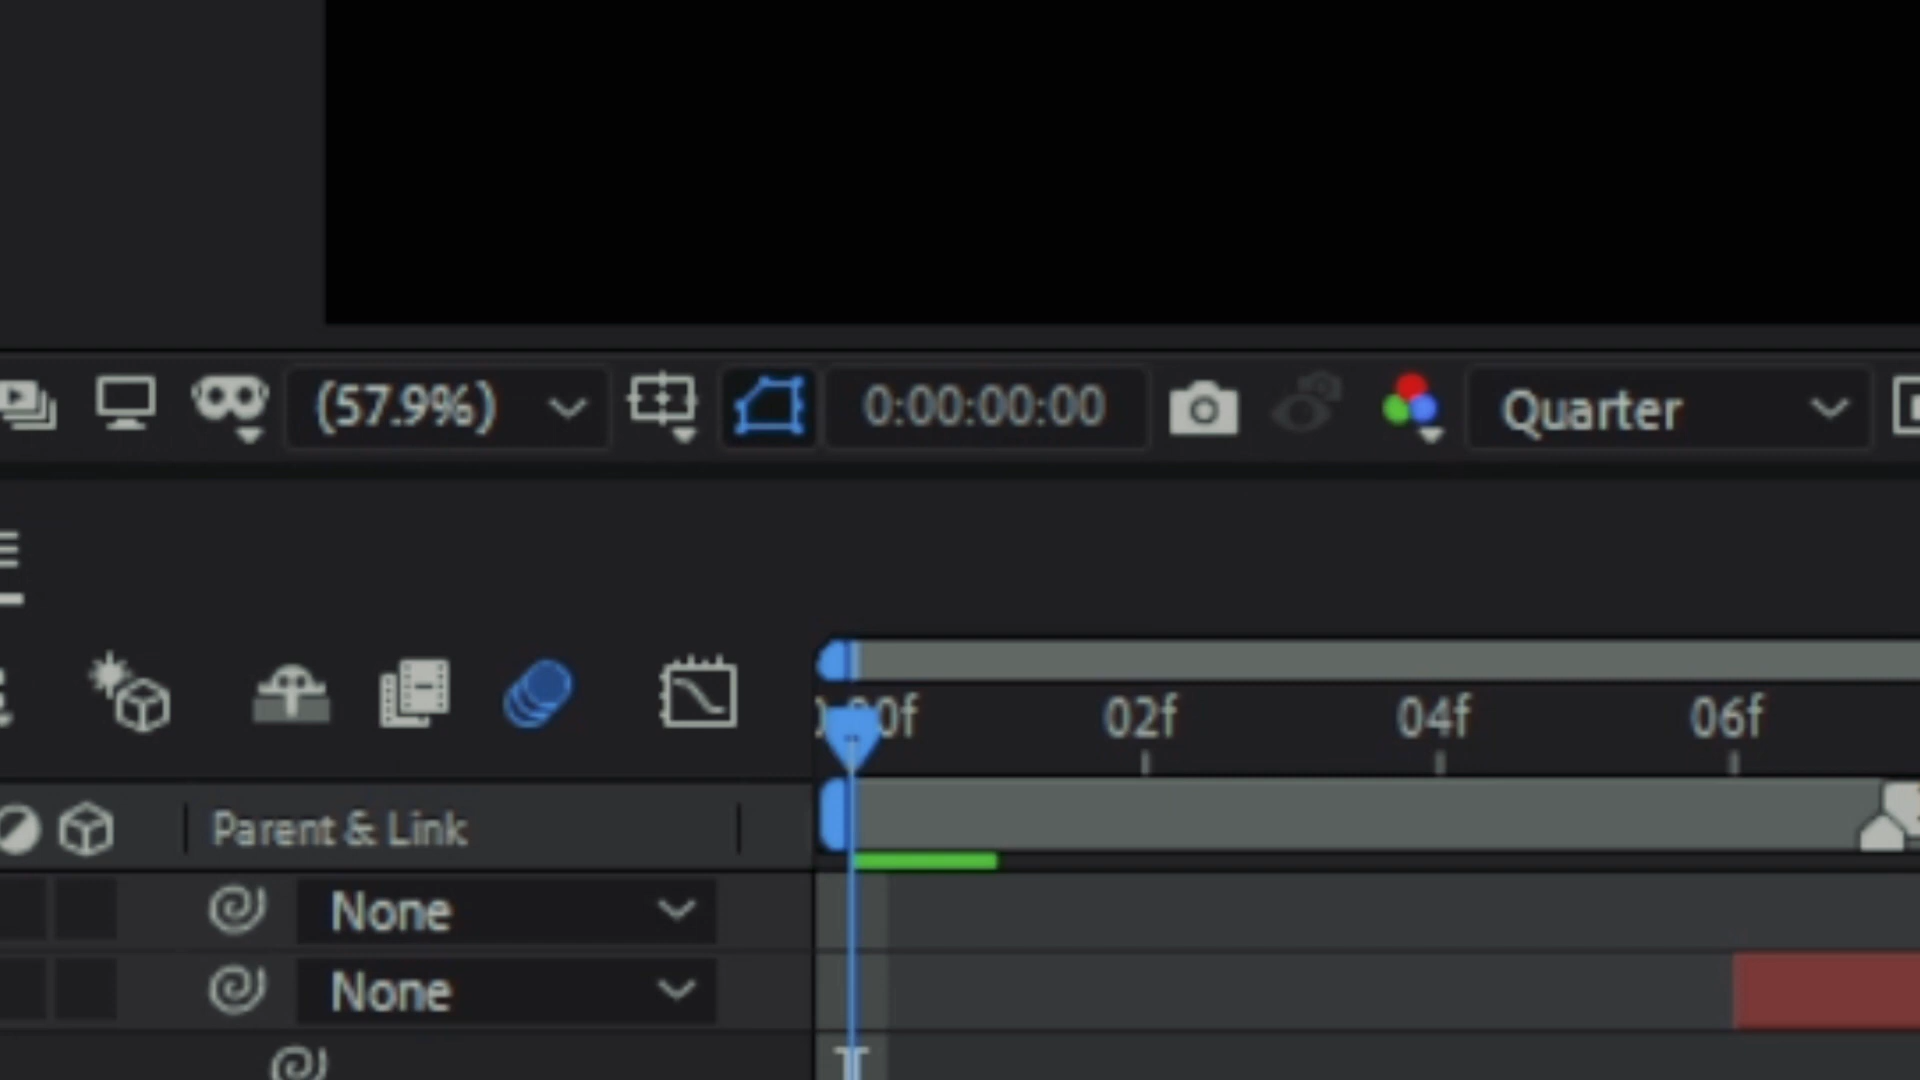 (57.9%) 0:00:00:00 Quarter
02f 04f 06f
Parent & Link
None
None